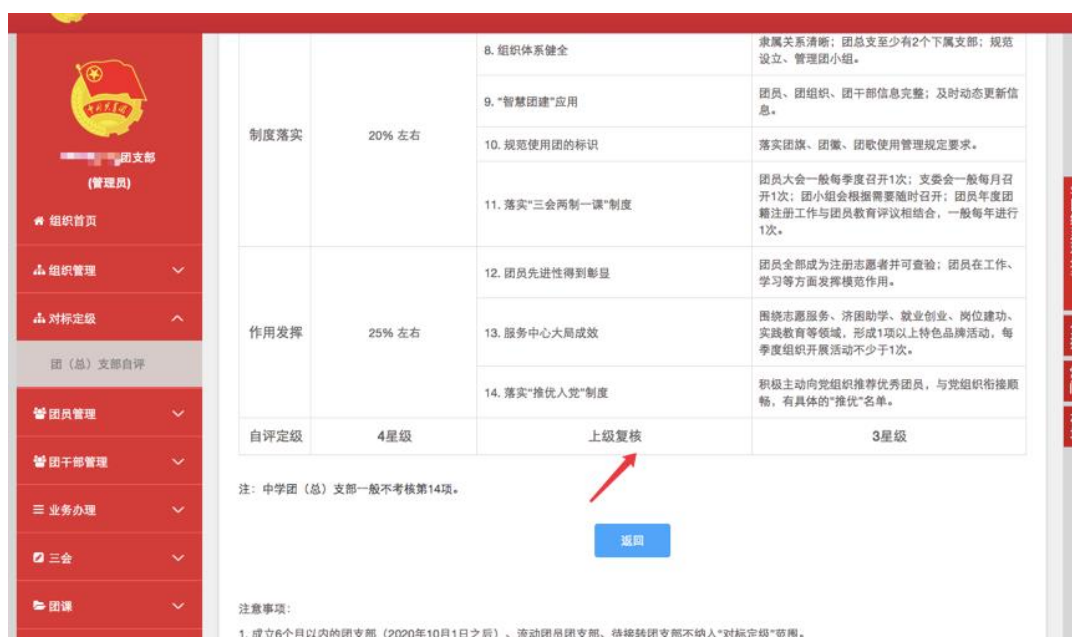 团支部
(管理员)
组织首页
组织管理
对标定级
团（总）支部自评
团员管理
团干部管理
业务办理
三会
团课
8. 组织体系健全
隶属关系清晰；团总支至少有2个下属支部；规范
设立、管理团小组。
制度落实
20% 左右
9. “智慧团建”应用
团员、团组织、团干部信息完整；及时动态更新信
息。
10. 规范使用团的标识
落实团旗、团徽、团歌使用管理规定要求。
11. 落实“三会两制一课”制度
团员大会一般每季度召开1次；支委会一般每月召
开1次；团小组会根据需要随时召开；团员年度团
籍注册工作与团员教育评议相结合，一般每年进行
1次。
作用发挥
25% 左右
12. 团员先进性得到彰显
团员全部成为注册志愿者并可查验；团员在工作、
学习等方面发挥模范作用。
13. 服务中心大局成效
围绕志愿服务、济困助学、就业创业、岗位建功、
实践教育等领域，形成1项以上特色品牌活动，每
季度组织开展活动不少于1次。
14. 落实“推优入党”制度
积极主动向党组织推荐优秀团员，与党组织衔接顺
畅，有具体的“推优”名单。
自评定级
4星级
上级复核
3星级
注：中学团（总）支部一般不考核第14项。
返回
注意事项：
1. 成立6个月以内的团支部（2020年10月1日之后）、流动团员团支部、待接转团支部不纳入“对标定级”范围。